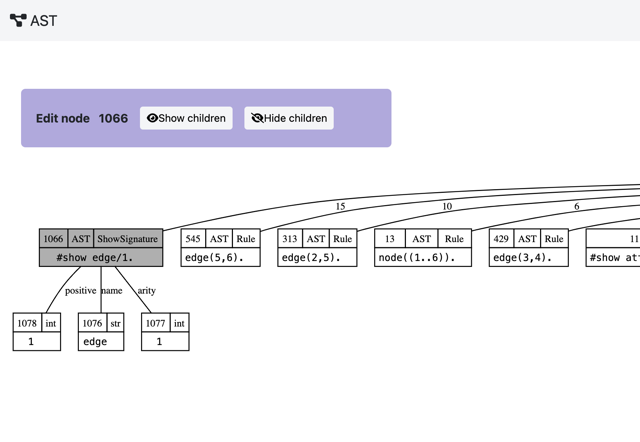 AST
Edit node 1066 Show children Hide children
15 10 6
1066 AST ShowSignature 545 AST Rule 313 AST Rule 13 AST Rule 429 AST Rule 11
#show edge/1. edge(5,6). edge(2,5). node((1..6)). edge(3,4). #show att
positive name arity
1078 int 1076 str 1077 int
1 edge 1